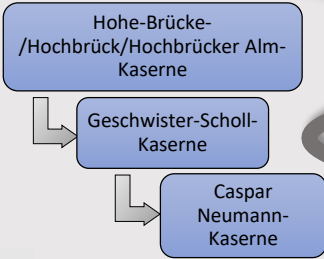 Hohe-Brücke-
/Hochbrück/Hochbrücker Alm-
Kaserne
Geschwister-Scholl-
Kaserne
Caspar
Neumann-
Kaserne